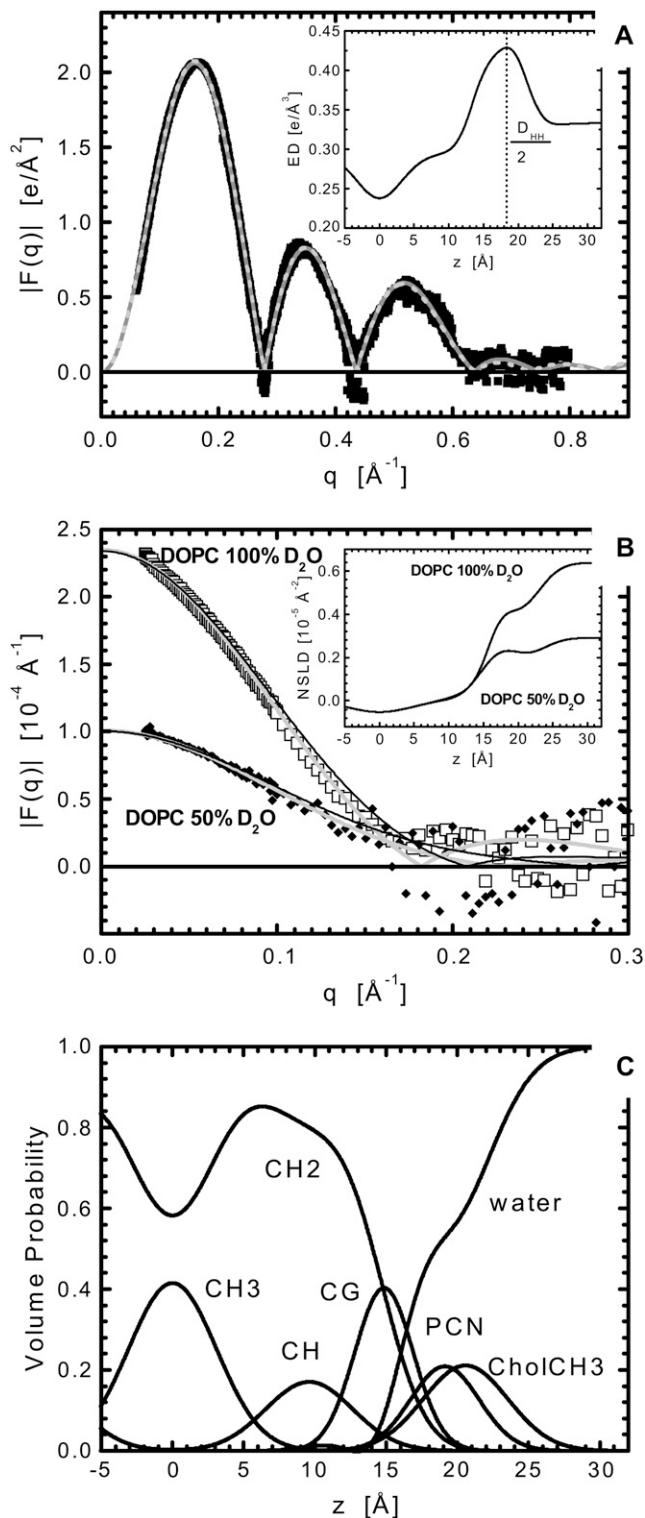 A
2.0
1.5
1.0
0.5
0.0
|F(q)| [e/Å²]
0.0 0.2 0.4 0.6 0.8
q [Å⁻¹]
0.45
0.40
0.35
0.30
0.25
0.20
ED [e/Å³]
D_HH
2
-5 0 5 10 15 20 25 30
z [Å]
B
2.5
2.0
1.5
1.0
0.5
0.0
|F(q)| [10⁻⁴ Å⁻¹]
DOPC 100% D₂O
DOPC 50% D₂O
0.0 0.1 0.2 0.3
q [Å⁻¹]
0.6
0.4
0.2
0.0
NSLD [10⁻⁵ Å⁻²]
DOPC 100% D₂O
DOPC 50% D₂O
-5 0 5 10 15 20 25 30
z [Å]
C
1.0
0.8
0.6
0.4
0.2
0.0
Volume Probability
CH2
water
CH3
CG
PCN
CH
CholCH3
-5 0 5 10 15 20 25 30
z [Å]